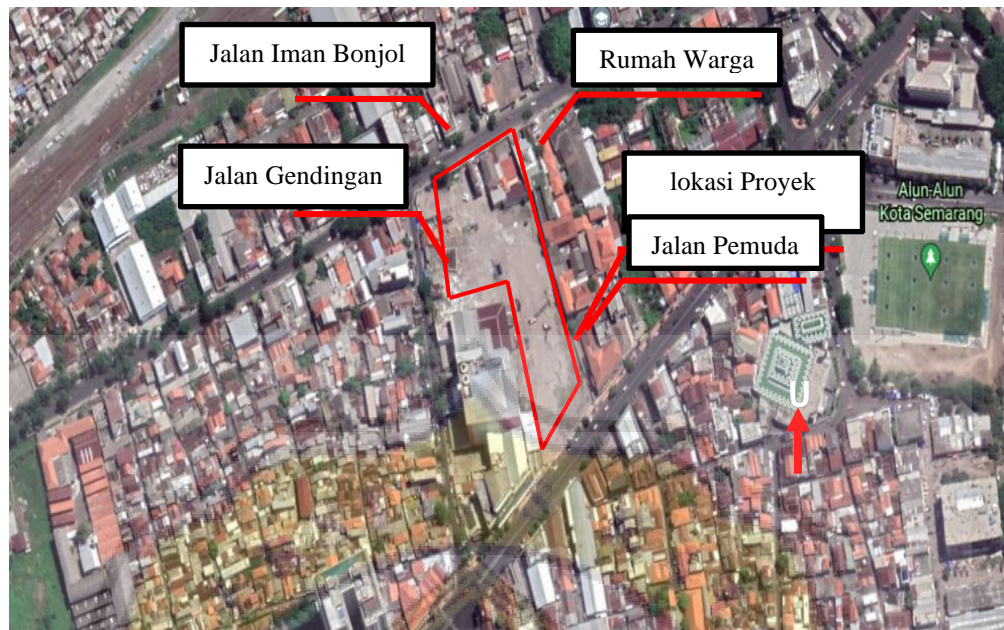 Jalan Iman Bonjol
Rumah Warga
Jalan Gendingan
lokasi Proyek
Jalan Pemuda
Alun-Alun
Kota Semarang
U